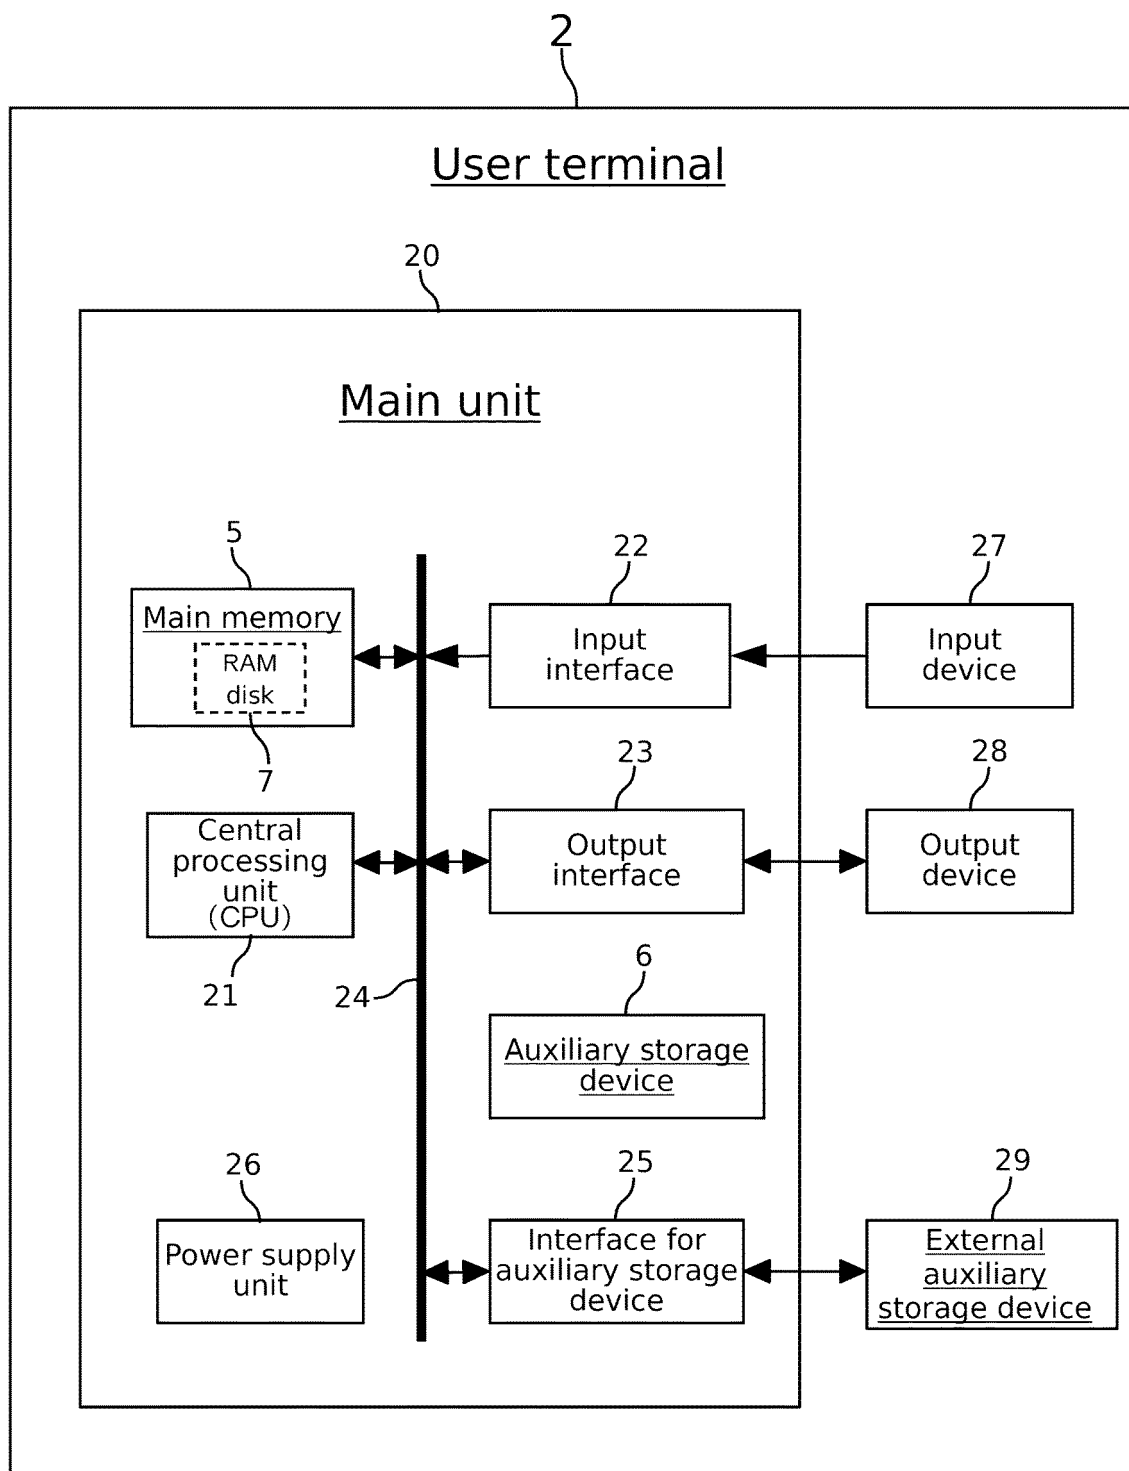 2
User terminal
20
Main unit
5
22
27
Main memory
RAM
disk
Input
interface
Input
device
7
23
28
Central
processing
unit
(CPU)
Output
interface
Output
device
21
24
6
Auxiliary storage
device
26
25
29
Power supply
unit
Interface for
auxiliary storage
device
External
auxiliary
storage device